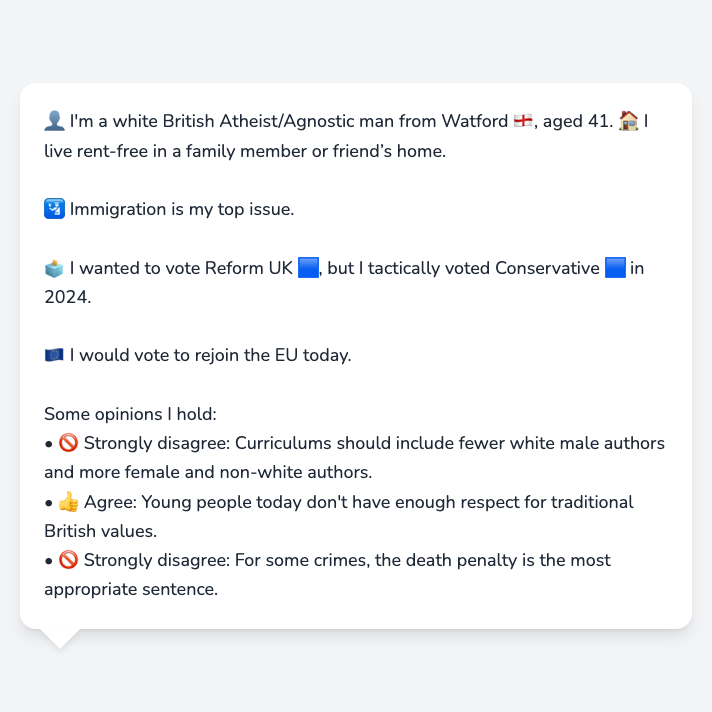 👤 I'm a white British Atheist/Agnostic man from Watford 🏴󠁧󠁢󠁥󠁮󠁧󠁿, aged 41. 🏠 I
live rent-free in a family member or friend’s home.
🛂 Immigration is my top issue.
🗳️ I wanted to vote Reform UK 🟦, but I tactically voted Conservative 🟦 in
2024.
🇪🇺 I would vote to rejoin the EU today.
Some opinions I hold:
• 🚫 Strongly disagree: Curriculums should include fewer white male authors
and more female and non-white authors.
• 👍 Agree: Young people today don't have enough respect for traditional
British values.
• 🚫 Strongly disagree: For some crimes, the death penalty is the most
appropriate sentence.